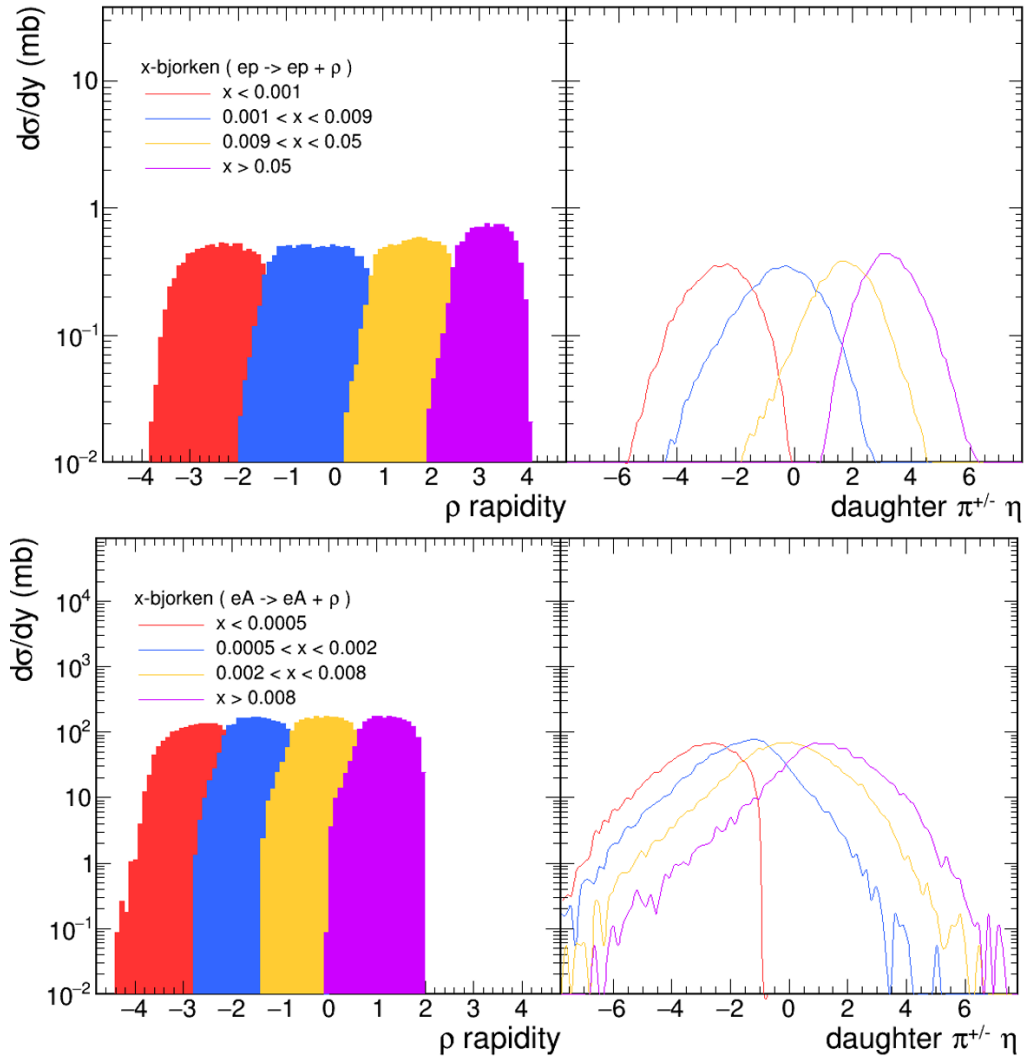 dσ/dy (mb)
x-bjorken ( ep -> ep + ρ )
x < 0.001
0.001 < x < 0.009
0.009 < x < 0.05
x > 0.05
10
1
10⁻¹
10⁻²
−4 −3 −2 −1 0 1 2 3 4
ρ rapidity
−6 −4 −2 0 2 4 6
daughter π⁺/⁻ η
dσ/dy (mb)
x-bjorken ( eA -> eA + ρ )
x < 0.0005
0.0005 < x < 0.002
0.002 < x < 0.008
x > 0.008
10⁴
10³
10²
10
1
10⁻¹
10⁻²
−4 −3 −2 −1 0 1 2 3 4
ρ rapidity
−6 −4 −2 0 2 4 6
daughter π⁺/⁻ η